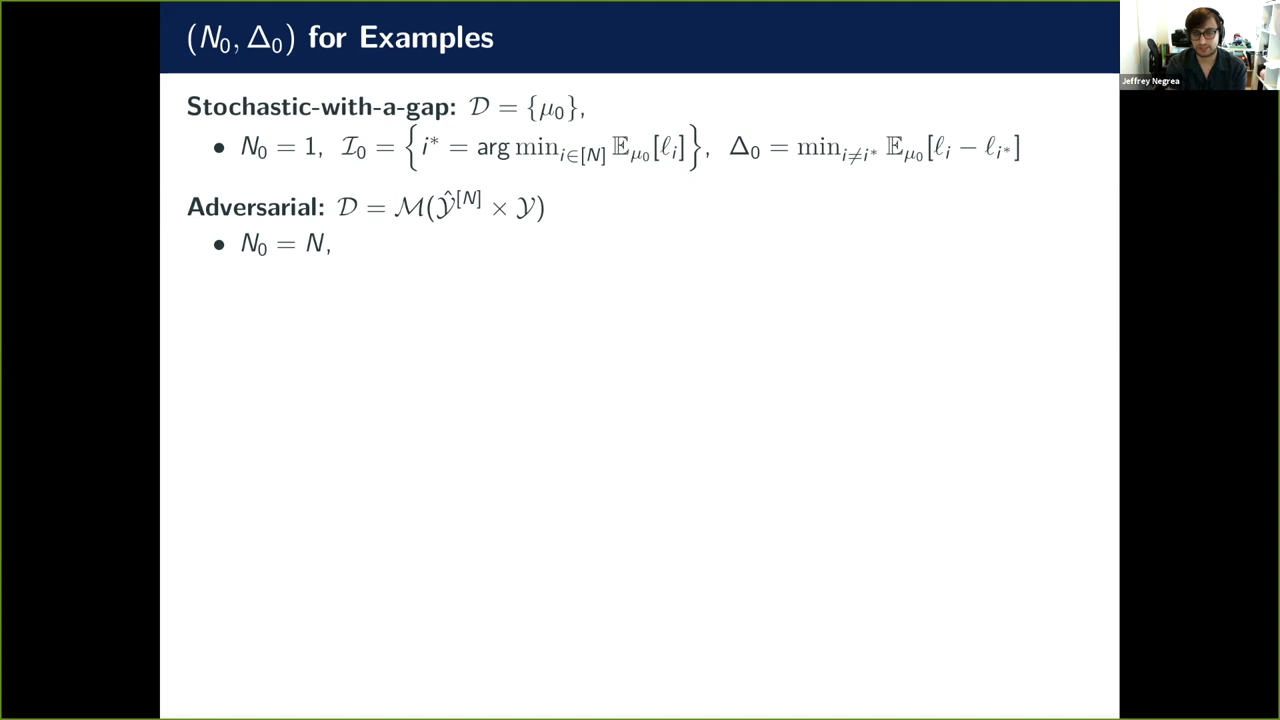 (N₀, Δ₀) for Examples
Stochastic-with-a-gap: 𝒟 = {μ₀},
• N₀ = 1, ℐ₀ = {i* = arg min_{i∈[N]} 𝔼_{μ₀}[ℓᵢ]}, Δ₀ = min_{i≠i*} 𝔼_{μ₀}[ℓᵢ − ℓ_{i*}]
Adversarial: 𝒟 = ℳ(𝒴̂^{[N]} × 𝒴)
• N₀ = N,
Jeffrey Negrea